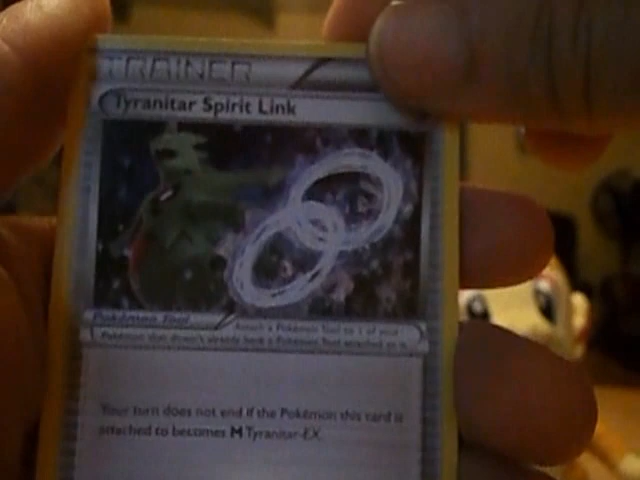 TRAINER
Tyranitar Spirit Link
Pokémon Tool
Attach a Pokémon Tool to 1 of your
Pokémon that doesn't already have a Pokémon Tool attached to it.
Your turn does not end if the Pokémon this card is
attached to becomes M Tyranitar-EX.